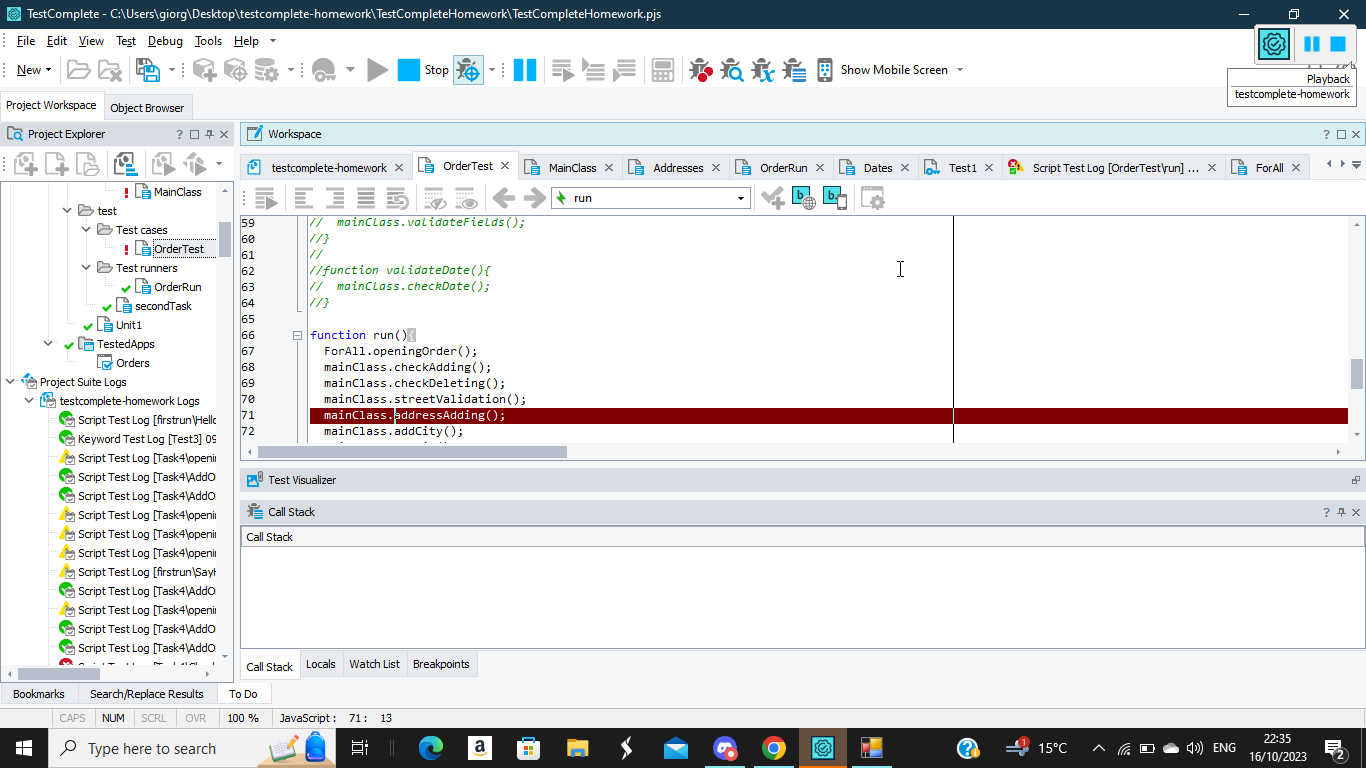 TestComplete - C:\Users\giorg\Desktop\testcomplete-homework\TestCompleteHomework\TestCompleteHomework.pjs
File Edit View Test Debug Tools Help
New Stop Show Mobile Screen
Playback
testcomplete-homework
Project Workspace Object Browser
Project Explorer
Workspace
testcomplete-homework OrderTest MainClass Addresses OrderRun Dates Test1 Script Test Log [OrderTest\run] ... ForAll
run
MainClass
test
Test cases
OrderTest
Test runners
OrderRun
secondTask
Unit1
TestedApps
Orders
Project Suite Logs
testcomplete-homework Logs
Script Test Log [firstrun\Hello
Keyword Test Log [Test3] 09
Script Test Log [Task4\openi
Script Test Log [Task4\AddO
Script Test Log [Task4\AddO
Script Test Log [Task4\openi
Script Test Log [Task4\openi
Script Test Log [Task4\openi
Script Test Log [firstrun\SayH
Script Test Log [Task4\AddO
Script Test Log [Task4\openi
Script Test Log [Task4\AddO
Script Test Log [Task4\AddO
59 // mainClass.validateFields();
60 //}
61 //
62 //function validateDate(){
63 // mainClass.checkDate();
64 //}
65
66 function run(){
67 ForAll.openingOrder();
68 mainClass.checkAdding();
69 mainClass.checkDeleting();
70 mainClass.streetValidation();
71 mainClass.addressAdding();
72 mainClass.addCity();
Test Visualizer
Call Stack
Call Stack
Call Stack Locals Watch List Breakpoints
Bookmarks Search/Replace Results To Do
CAPS NUM SCRL OVR 100 % JavaScript : 71 : 13
Type here to search
15°C ENG
22:35
16/10/2023
2